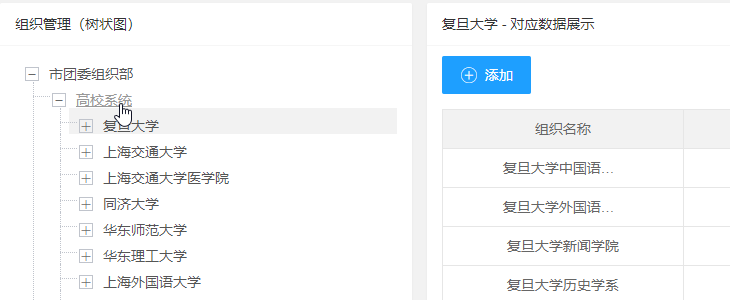 组织管理（树状图）
市团委组织部
高校系统
复旦大学
上海交通大学
上海交通大学医学院
同济大学
华东师范大学
华东理工大学
上海外国语大学
复旦大学 - 对应数据展示
添加
组织名称
复旦大学中国语...
复旦大学外国语...
复旦大学新闻学院
复旦大学历史学系